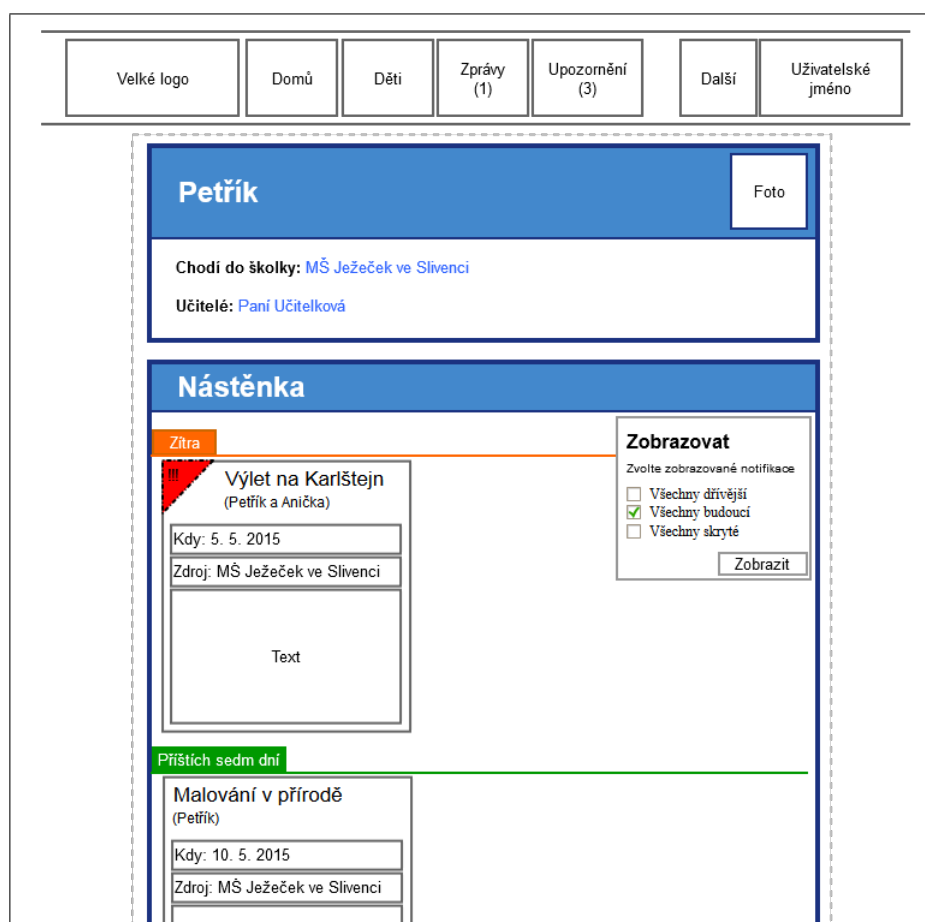 Velké logo
Domů
Děti
Zprávy
(1)
Upozornění
(3)
Další
Uživatelské
jméno
Petřík
Foto
Chodí do školky: MŠ Ježeček ve Slivenci
Učitelé: Paní Učitelková
Nástěnka
Zítra
!!!
Výlet na Karlštejn
(Petřík a Anička)
Kdy: 5. 5. 2015
Zdroj: MŠ Ježeček ve Slivenci
Text
Zobrazovat
Zvolte zobrazované notifikace
Všechny dřívější
Všechny budoucí
Všechny skryté
Zobrazit
Příštích sedm dní
Malování v přírodě
(Petřík)
Kdy: 10. 5. 2015
Zdroj: MŠ Ježeček ve Slivenci